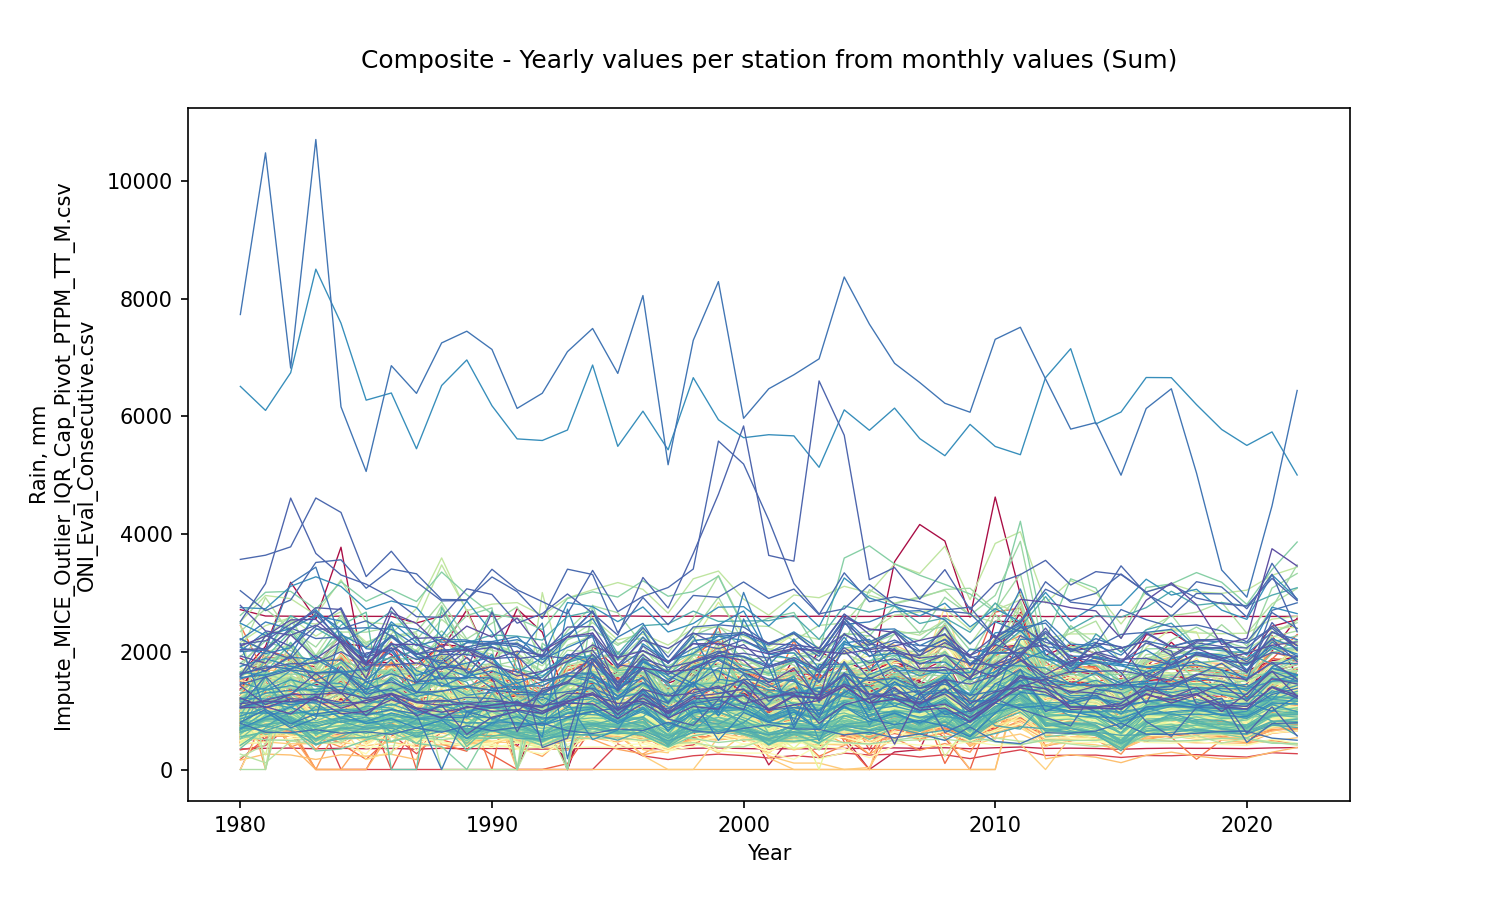 Composite - Yearly values per station from monthly values (Sum)
Rain, mm
Impute_MICE_Outlier_IQR_Cap_Pivot_PTPM_TT_M.csv
ONI_Eval_Consecutive.csv
10000
8000
6000
4000
2000
0
1980
1990
2000
2010
2020
Year